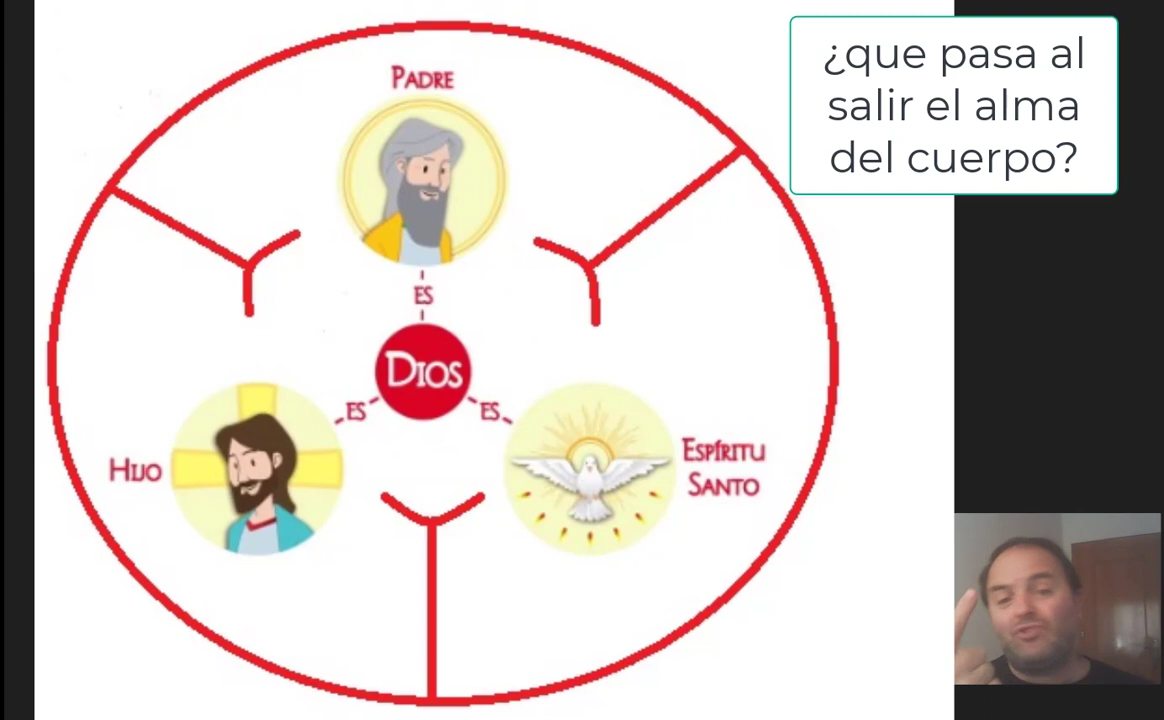 ¿que pasa al
salir el alma
del cuerpo?
PADRE
ES
DIOS
ES
ES
HIJO
ESPÍRITU
SANTO